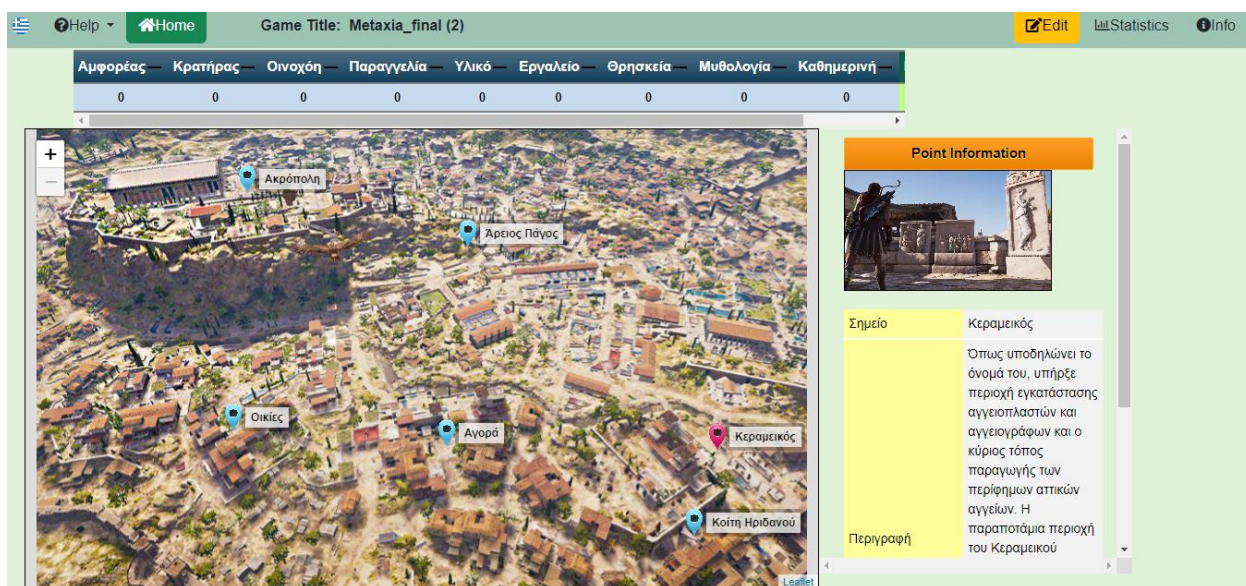 Help Home Game Title: Metaxia_final (2) Edit Statistics Info
Αμφορέας Κρατήρας Οινοχόη Παραγγελία Υλικό Εργαλείο Θρησκεία Μυθολογία Καθημερινή
0 0 0 0 0 0 0 0 0
+
−
Ακρόπολη
Άρειος Πάγος
Οικίες
Αγορά
Κεραμεικός
Κοίτη Ηριδανού
Leaflet
Point Information
Σημείο Κεραμεικός
Περιγραφή
Όπως υποδηλώνει το
όνομά του, υπήρξε
περιοχή εγκατάστασης
αγγειοπλαστών και
αγγειογράφων και ο
κύριος τόπος
παραγωγής των
περίφημων αττικών
αγγείων. Η
παραποτάμια περιοχή
του Κεραμεικού